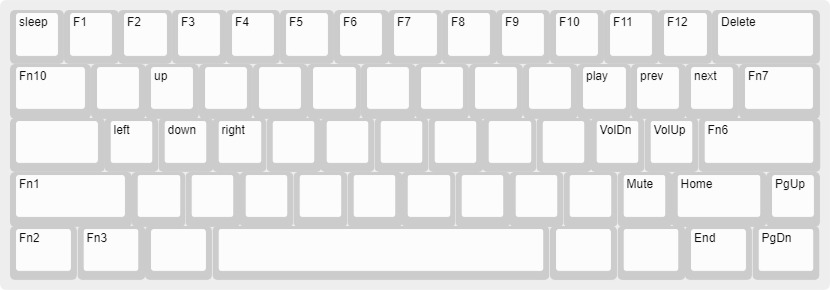 sleep F1 F2 F3 F4 F5 F6 F7 F8 F9 F10 F11 F12 Delete
Fn10 up play prev next Fn7
left down right VolDn VolUp Fn6
Fn1 Mute Home PgUp
Fn2 Fn3 End PgDn